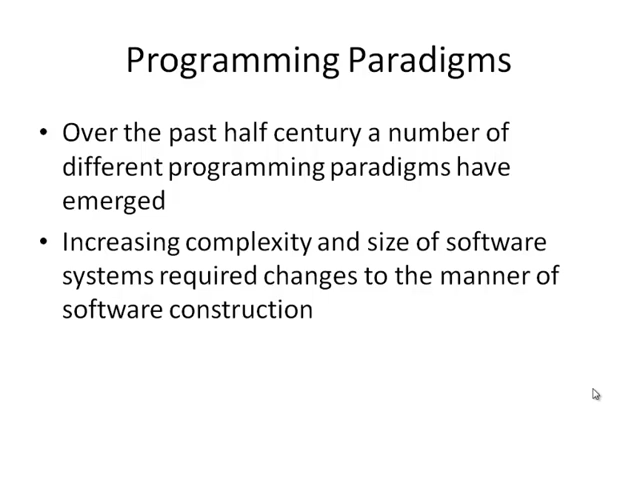 Programming Paradigms
• Over the past half century a number of
different programming paradigms have
emerged
• Increasing complexity and size of software
systems required changes to the manner of
software construction